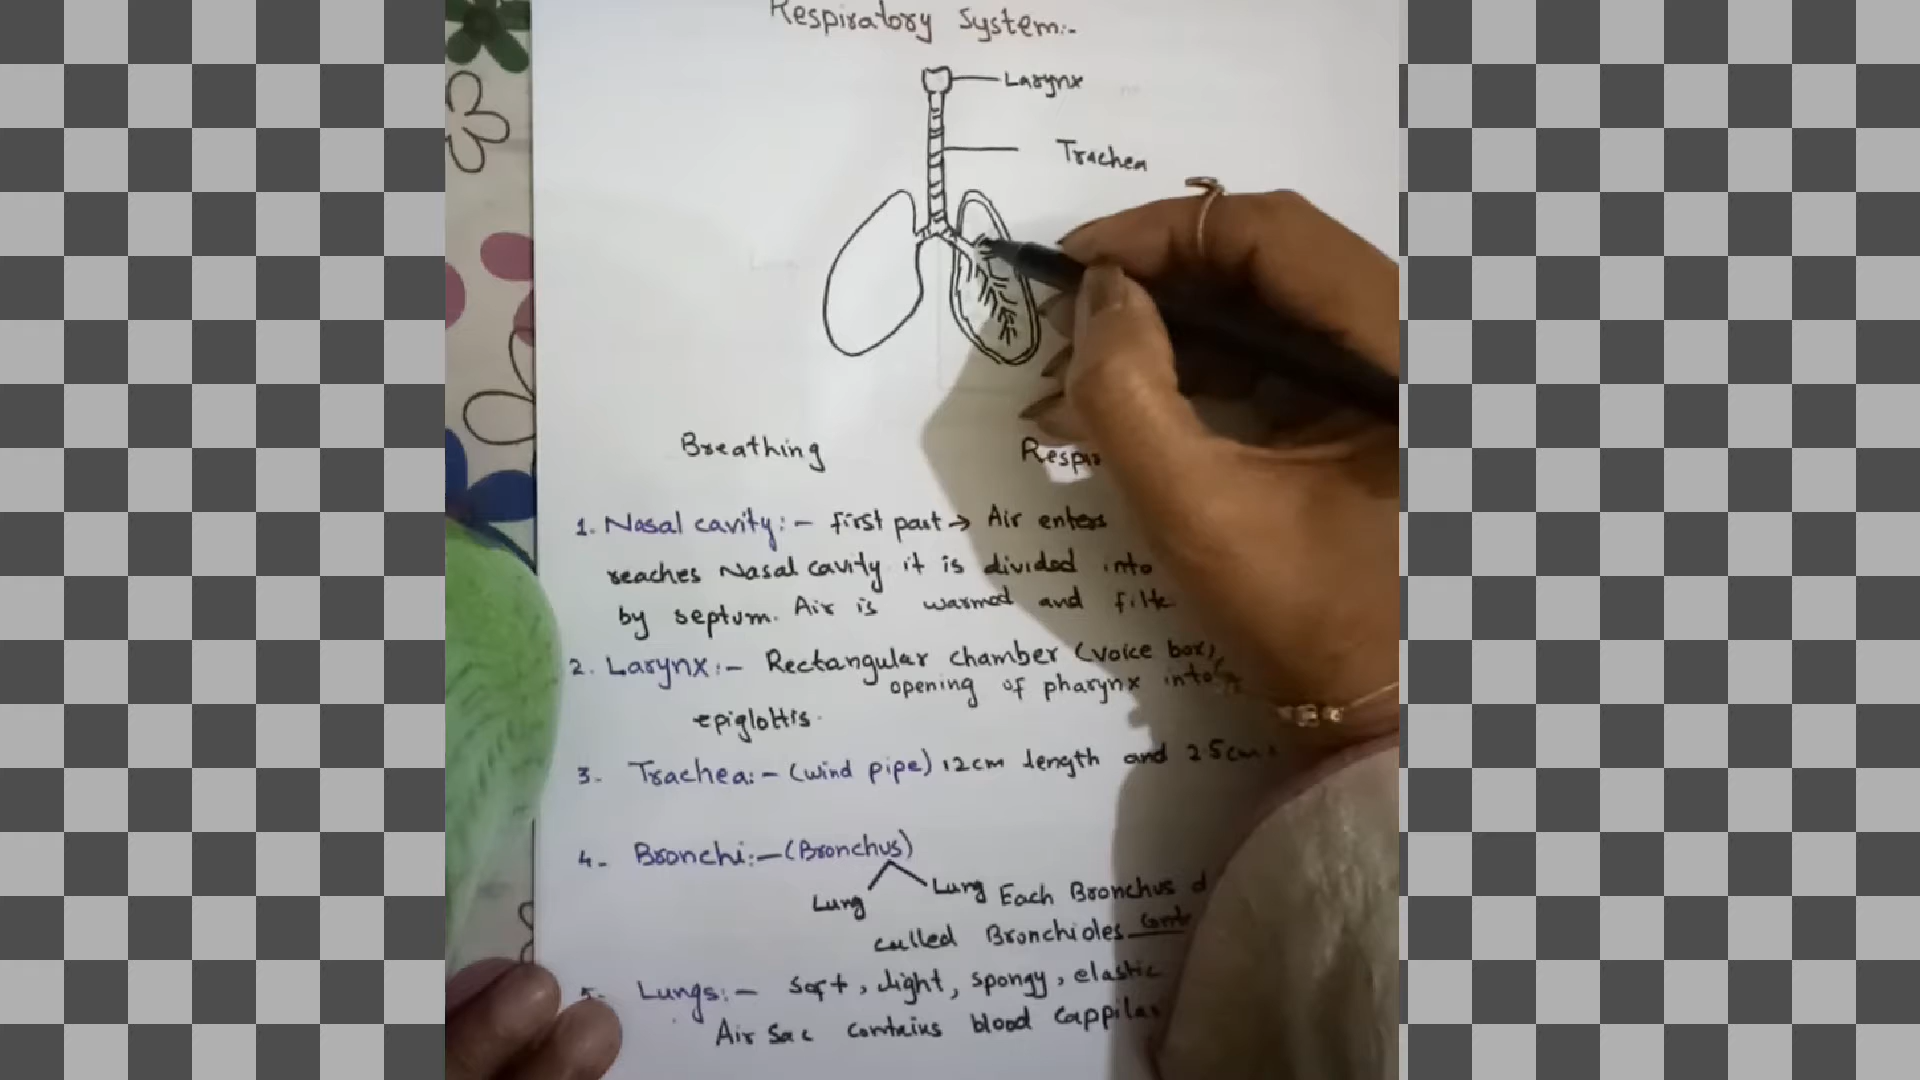 Respiratory System:-
Larynx
Trachea
Breathing
1. Nasal cavity:- first part → Air enters
reaches Nasal cavity it is divided into
by septum. Air is warmed and
2. Larynx:- Rectangular chamber (voice box),
opening of pharynx into
epiglottis.
3. Trachea:- (wind pipe) 12cm length and 2.5cm
4- Bronchi:- (Bronchus)
Lung Lung Each Bronchus
called Bronchioles
5- Lungs:- Soft, light, spongy, elastic
Air Sac contains blood